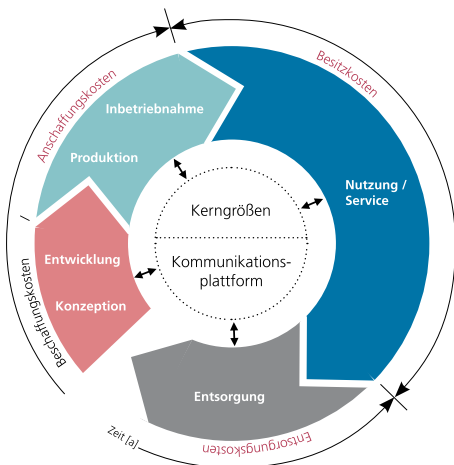 Besitzkosten
Anschaffungskosten
Inbetriebnahme
Produktion
Nutzung /
Service
Kerngrößen
Kommunikations-
plattform
Entwicklung
Konzeption
Beschaffungskosten
Entsorgung
Zeit [a]
Entsorgungskosten